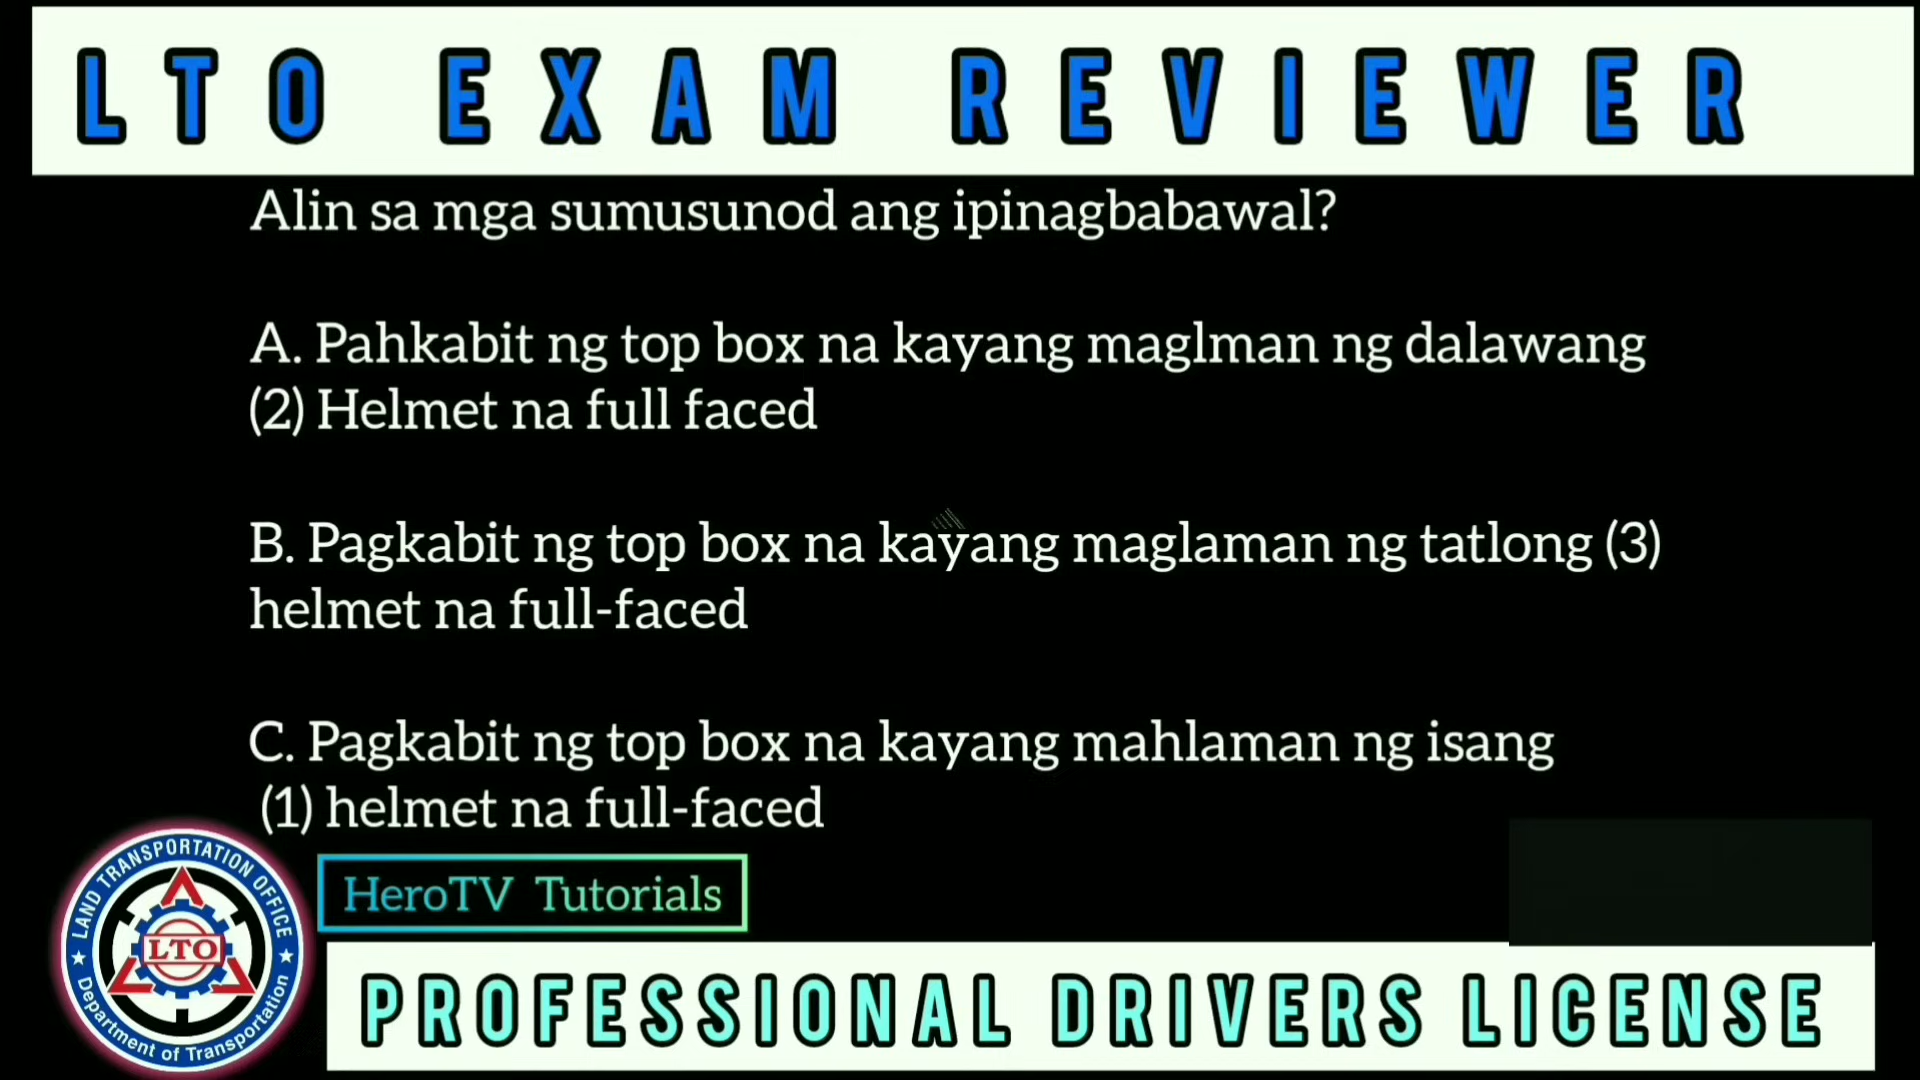 LTO EXAM REVIEWER
Alin sa mga sumusunod ang ipinagbabawal?
A. Pahkabit ng top box na kayang maglman ng dalawang
(2) Helmet na full faced
B. Pagkabit ng top box na kayang maglaman ng tatlong (3)
helmet na full-faced
C. Pagkabit ng top box na kayang mahlaman ng isang
(1) helmet na full-faced
LAND TRANSPORTATION OFFICE
LTO
Department of Transportation
HeroTV Tutorials
PROFESSIONAL DRIVERS LICENSE